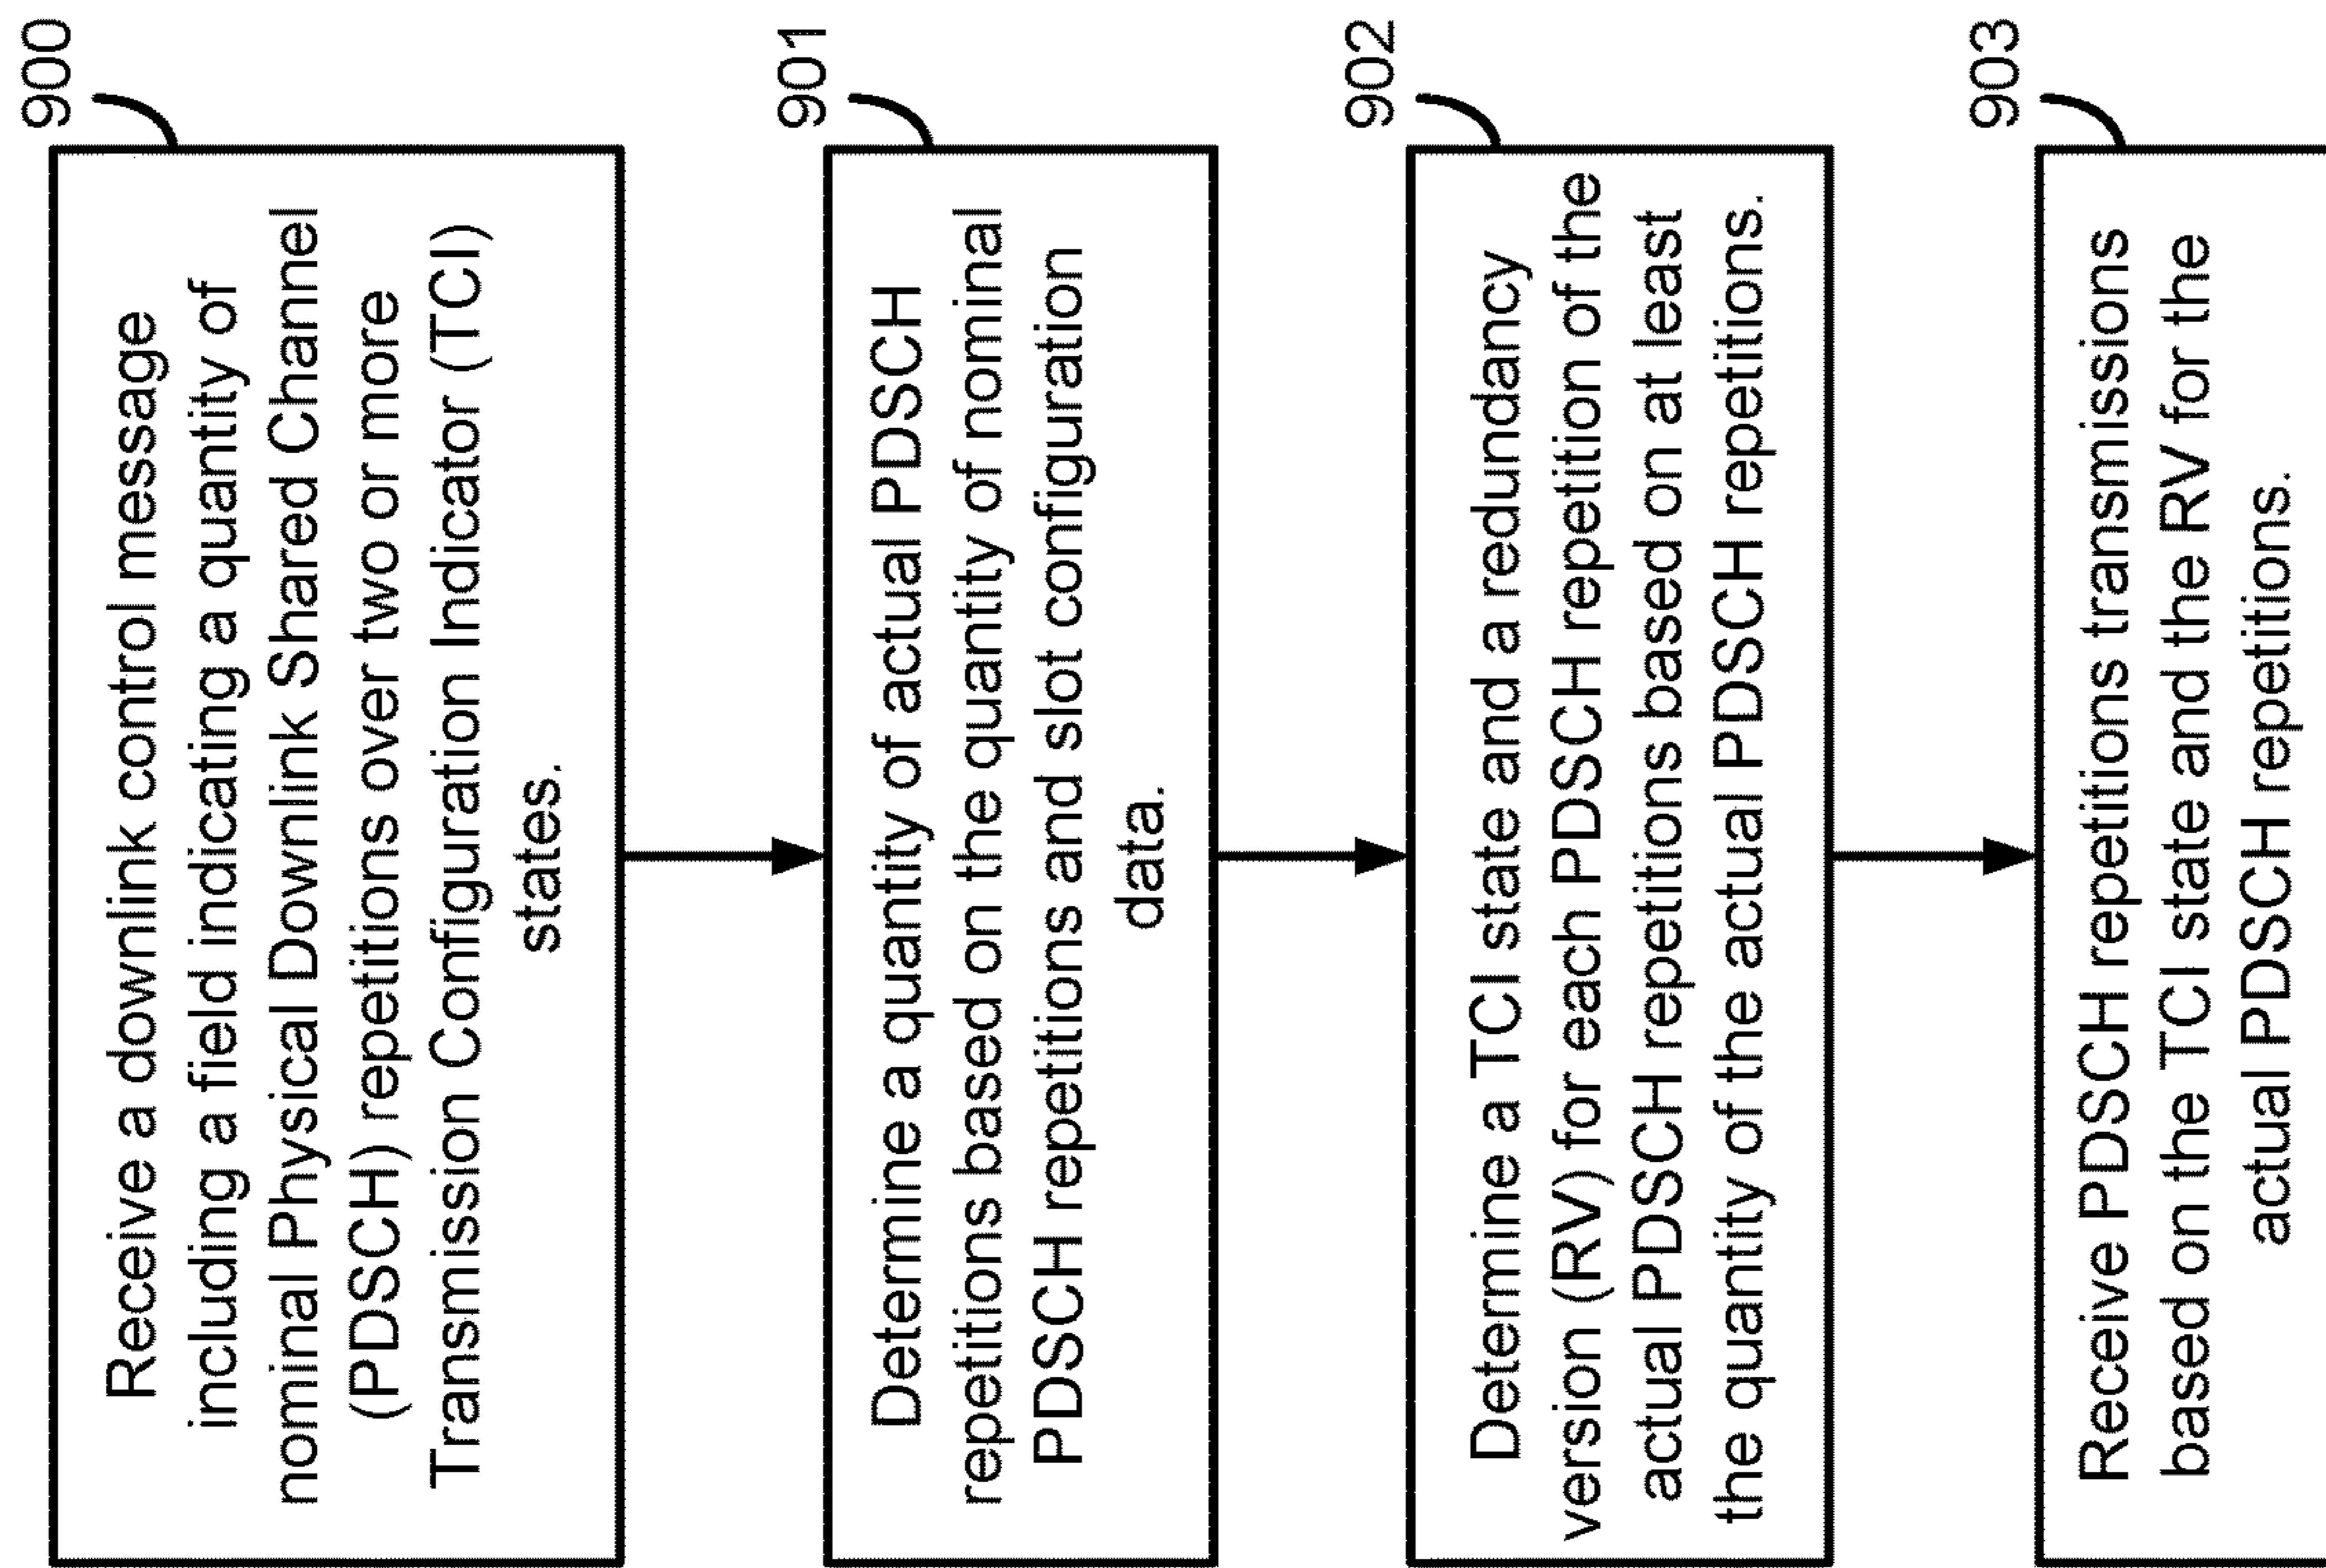 900
Receive a downlink control message
including a field indicating a quantity of
nominal Physical Downlink Shared Channel
(PDSCH) repetitions over two or more
Transmission Configuration Indicator (TCI)
states.
901
Determine a quantity of actual PDSCH
repetitions based on the quantity of nominal
PDSCH repetitions and slot configuration
data.
902
Determine a TCI state and a redundancy
version (RV) for each PDSCH repetition of the
actual PDSCH repetitions based on at least
the quantity of the actual PDSCH repetitions.
903
Receive PDSCH repetitions transmissions
based on the TCI state and the RV for the
actual PDSCH repetitions.